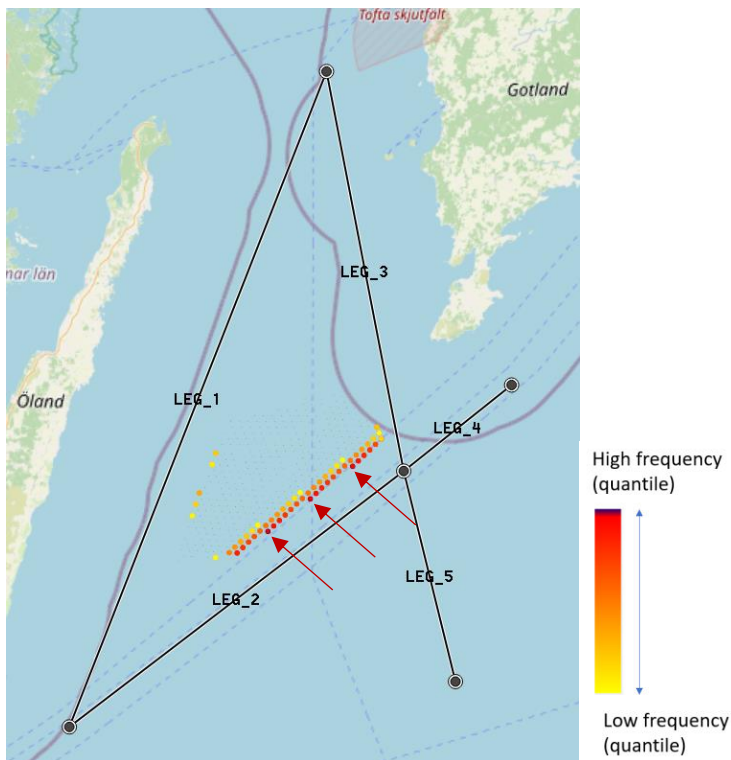 Tofta skjutfält
Gotland
LEG_3
nar län
LEG_1
Öland
LEG_4
High frequency
(quantile)
LEG_5
LEG_2
Low frequency
(quantile)